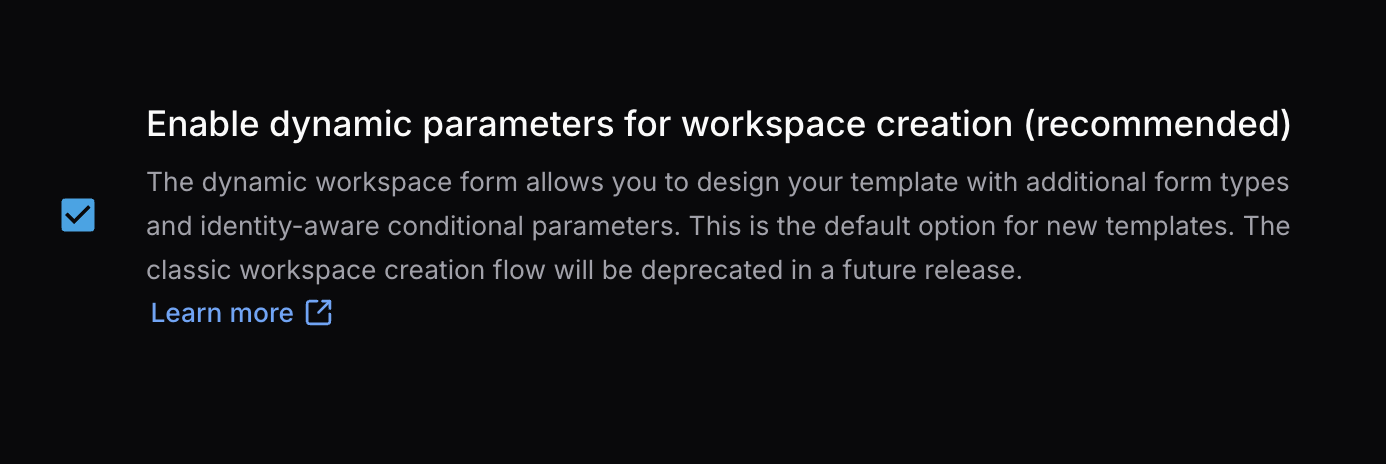 Enable dynamic parameters for workspace creation (recommended)
The dynamic workspace form allows you to design your template with additional form types
and identity-aware conditional parameters. This is the default option for new templates. The
classic workspace creation flow will be deprecated in a future release.
Learn more